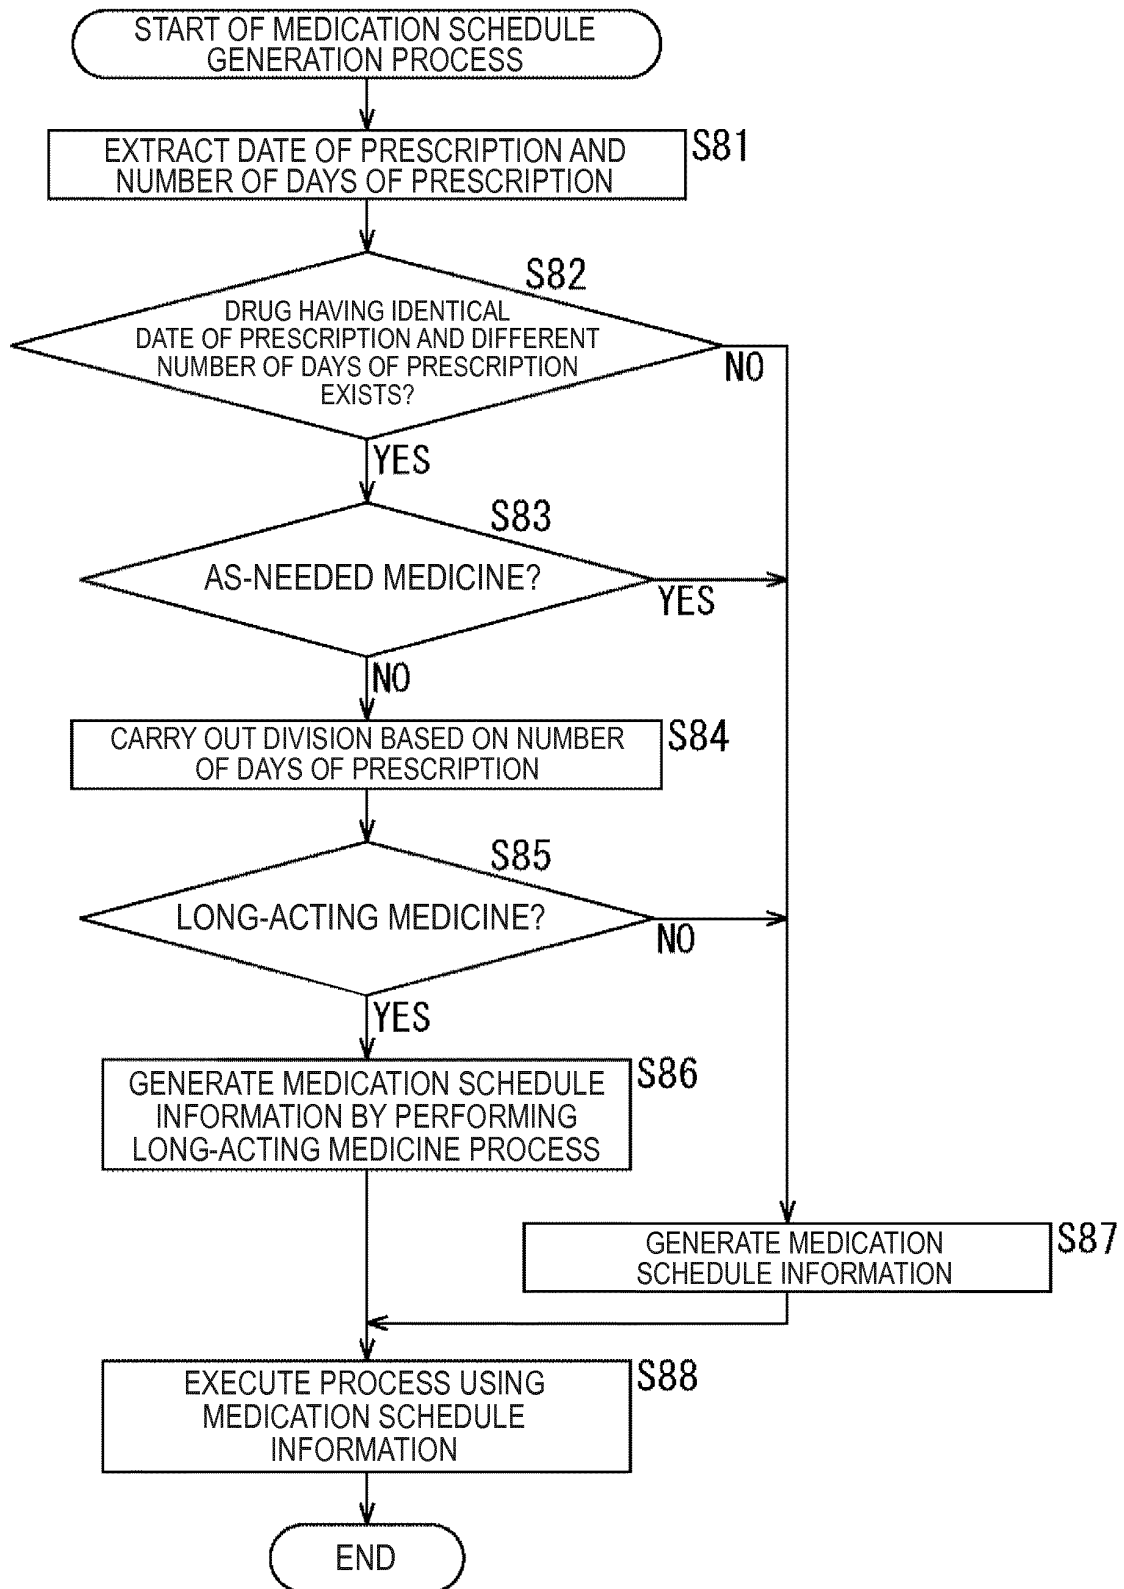 START OF MEDICATION SCHEDULE
GENERATION PROCESS
EXTRACT DATE OF PRESCRIPTION AND
NUMBER OF DAYS OF PRESCRIPTION
S81
S82
DRUG HAVING IDENTICAL
DATE OF PRESCRIPTION AND DIFFERENT
NUMBER OF DAYS OF PRESCRIPTION
EXISTS?
NO
YES
S83
AS-NEEDED MEDICINE?
YES
NO
CARRY OUT DIVISION BASED ON NUMBER
OF DAYS OF PRESCRIPTION
S84
S85
LONG-ACTING MEDICINE?
NO
YES
GENERATE MEDICATION SCHEDULE
INFORMATION BY PERFORMING
LONG-ACTING MEDICINE PROCESS
S86
GENERATE MEDICATION
SCHEDULE INFORMATION
S87
EXECUTE PROCESS USING
MEDICATION SCHEDULE
INFORMATION
S88
END